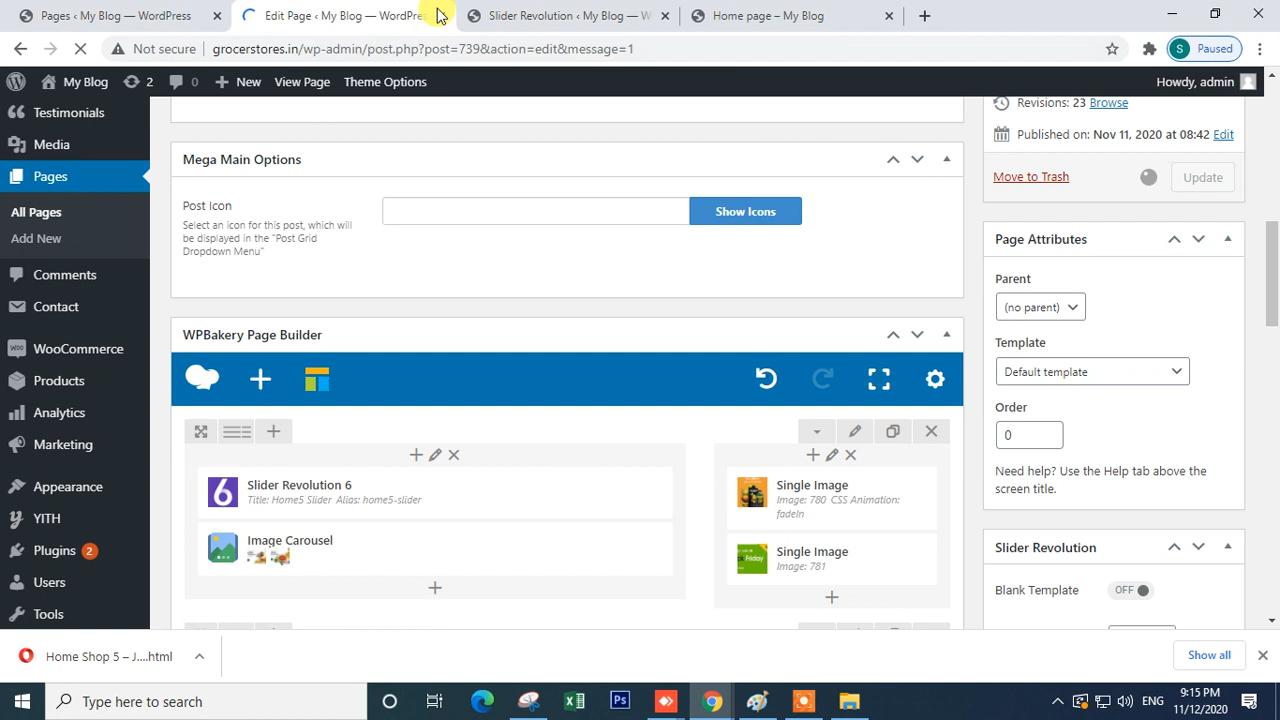 Pages ‹ My Blog — WordPress
Edit Page ‹ My Blog — WordPres
Slider Revolution ‹ My Blog — W
Home page – My Blog
Not secure
grocerstores.in/wp-admin/post.php?post=739&action=edit&message=1
S
Paused
My Blog
2
0
New
View Page
Theme Options
Howdy, admin
Testimonials
Media
Pages
All Pages
Add New
Comments
Contact
WooCommerce
Products
Analytics
Marketing
Appearance
YITH
Plugins 2
Users
Tools
Mega Main Options
Post Icon
Select an icon for this post, which will
be displayed in the "Post Grid
Dropdown Menu"
Show Icons
WPBakery Page Builder
6
Slider Revolution 6
Title: Home5 Slider Alias: home5-slider
Image Carousel
Single Image
Image: 780 CSS Animation:
fadeIn
Friday
Single Image
Image: 781
Revisions: 23 Browse
Published on: Nov 11, 2020 at 08:42 Edit
Move to Trash
Update
Page Attributes
Parent
(no parent)
Template
Default template
Order
0
Need help? Use the Help tab above the
screen title.
Slider Revolution
Blank Template
OFF
Home Shop 5 – J....html
Show all
Type here to search
Ps
ENG
9:15 PM
11/12/2020